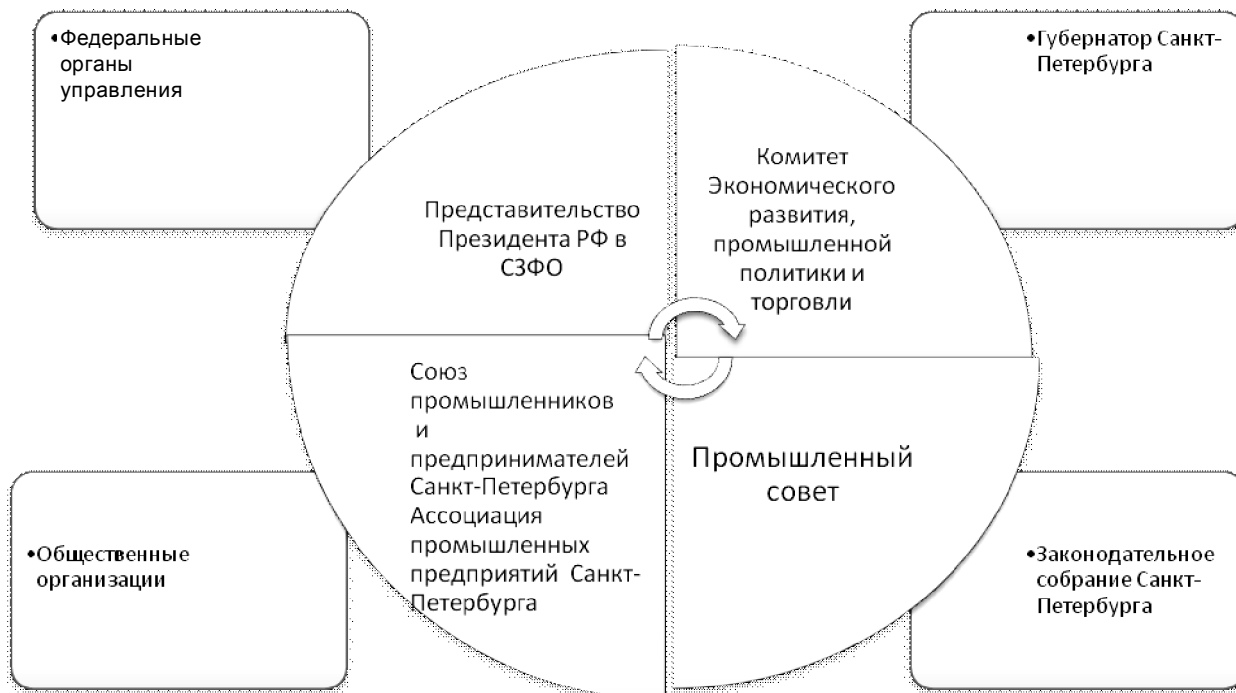 •Федеральные
органы
управления
•Губернатор Санкт-
Петербурга
Представительство
Президента РФ в
СЗФО
Комитет
Экономического
развития,
промышленной
политики и
торговли
Союз
промышленников
и
предпринимателей
Санкт-Петербурга
Ассоциация
промышленных
предприятий Санкт-
Петербурга
Промышленный
совет
•Общественные
организации
•Законодательное
собрание Санкт-
Петербурга